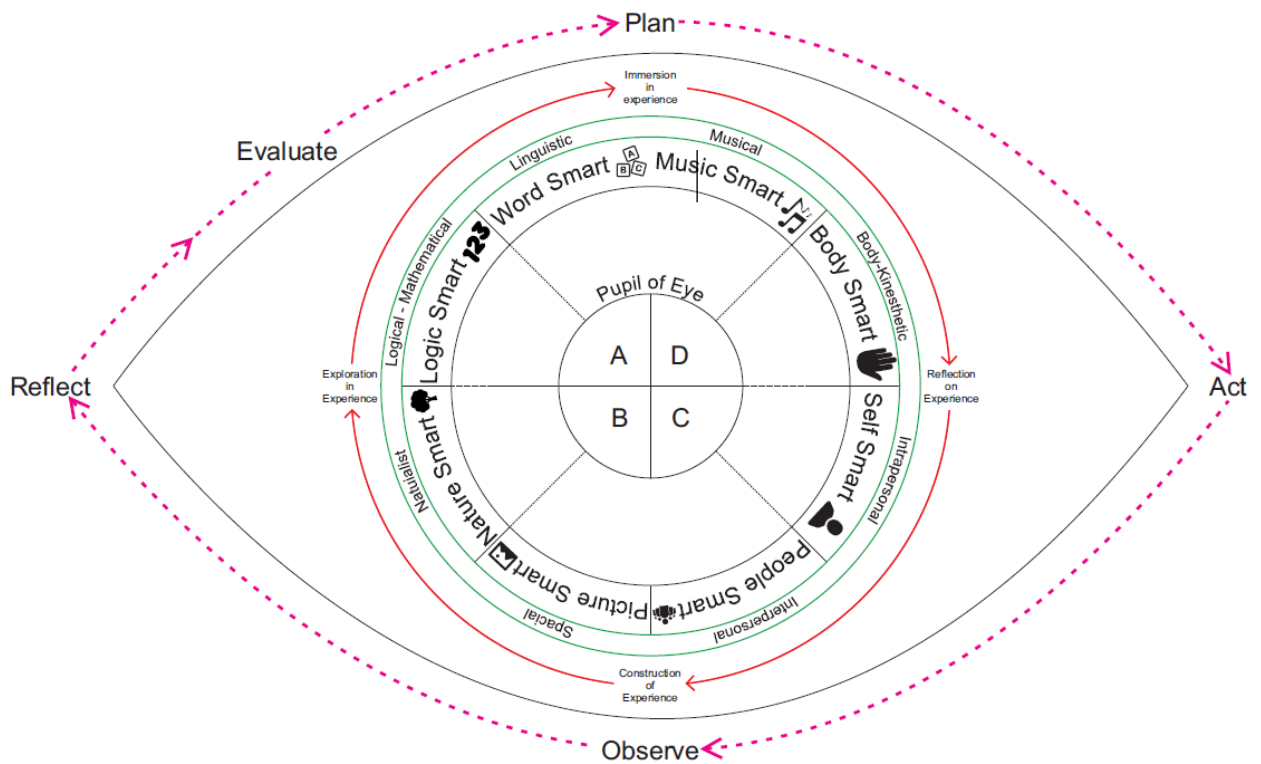 Plan
Immersion
in
experience
Evaluate
Linguistic
Musical
Word Smart
A
B C
Music Smart
123
Logical - Mathematical
Logic Smart
Body Smart
Body-Kinesthetic
Pupil of Eye
A D
B C
Reflect
Exploration
in
Experience
Reflection
on
Experience
Act
Nature Smart
Natuialist
Self Smart
Intrapersonal
Picture Smart
Spacial
People Smart
Interpersonal
Construction
of
Experience
Observe